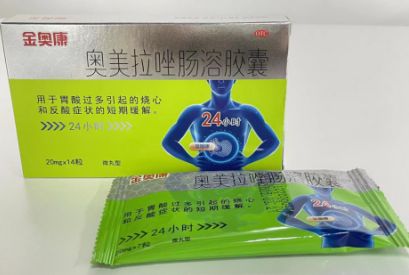 金奥康
OTC
奥美拉唑肠溶胶囊
用于胃酸过多引起的烧心
和反酸症状的短期缓解。
>>>>> 24小时 >>>>>
24小时
20mg×14粒
微丸型
金奥康
奥美拉唑肠溶胶囊
用于胃酸过多引起的烧心
和反酸症状的短期缓解。
24小时
>>>>> 24小时 >>>>>
微丸型